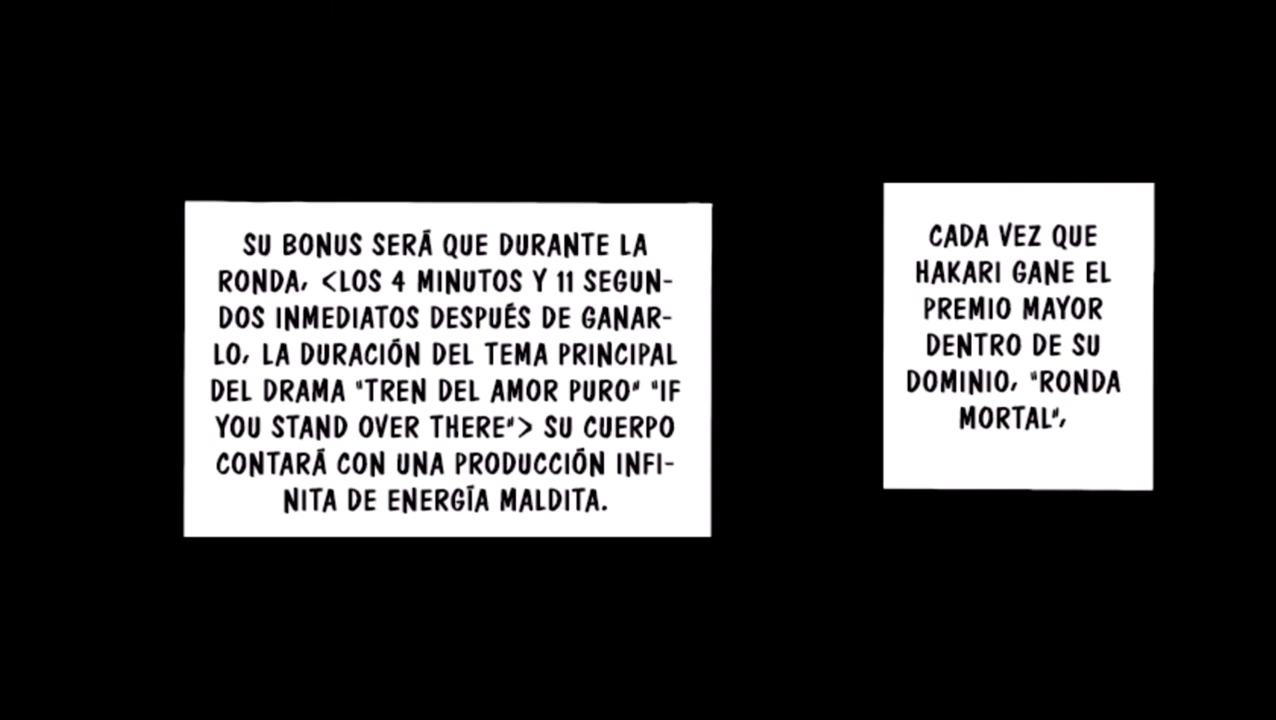 CADA VEZ QUE
HAKARI GANE EL
PREMIO MAYOR
DENTRO DE SU
DOMINIO, "RONDA
MORTAL",
SU BONUS SERÁ QUE DURANTE LA
RONDA, <LOS 4 MINUTOS Y 11 SEGUN-
DOS INMEDIATOS DESPUÉS DE GANAR-
LO, LA DURACIÓN DEL TEMA PRINCIPAL
DEL DRAMA "TREN DEL AMOR PURO" "IF
YOU STAND OVER THERE"> SU CUERPO
CONTARÁ CON UNA PRODUCCIÓN INFI-
NITA DE ENERGÍA MALDITA.